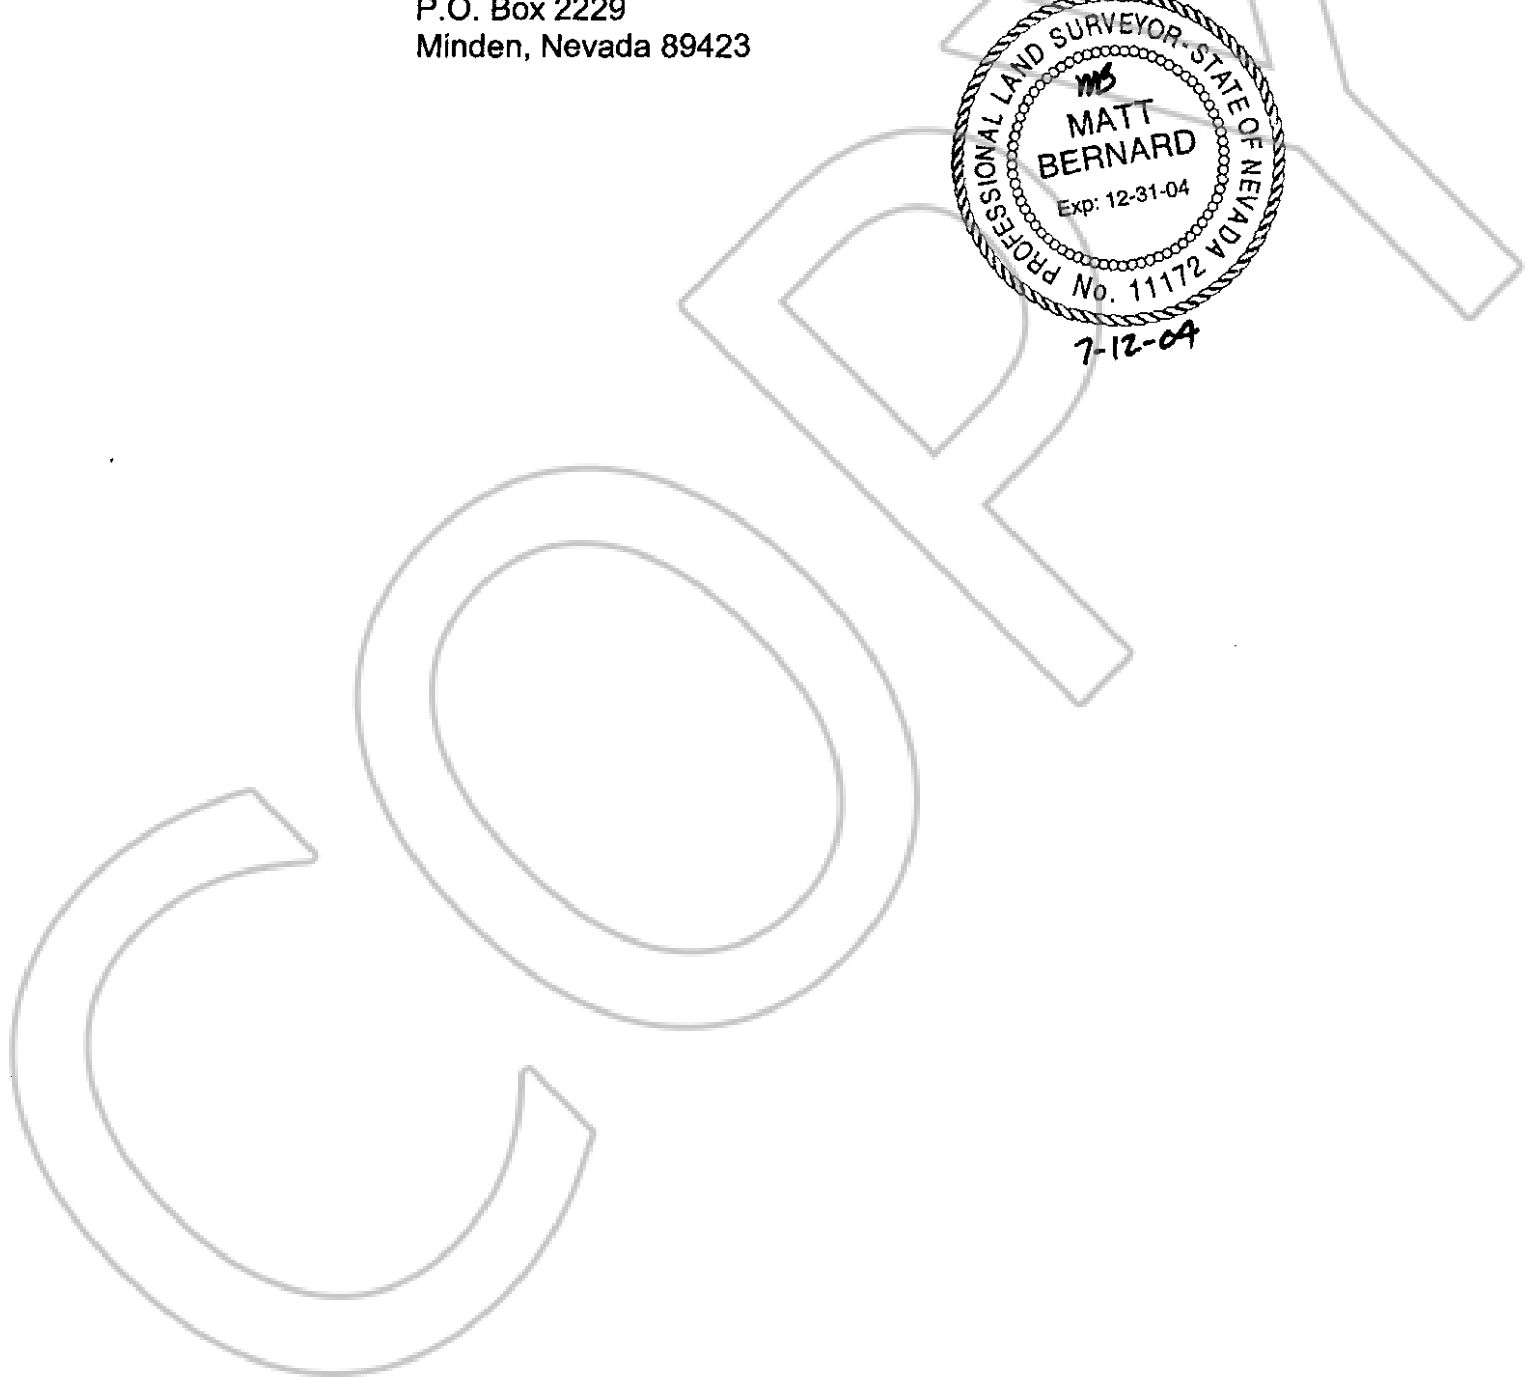 P.O. Box 2229
Minden, Nevada 89423
PROFESSIONAL LAND SURVEYOR-STATE OF NEVADA
MB
MATT
BERNARD
Exp: 12-31-04
No. 11172
7-12-04
COPY